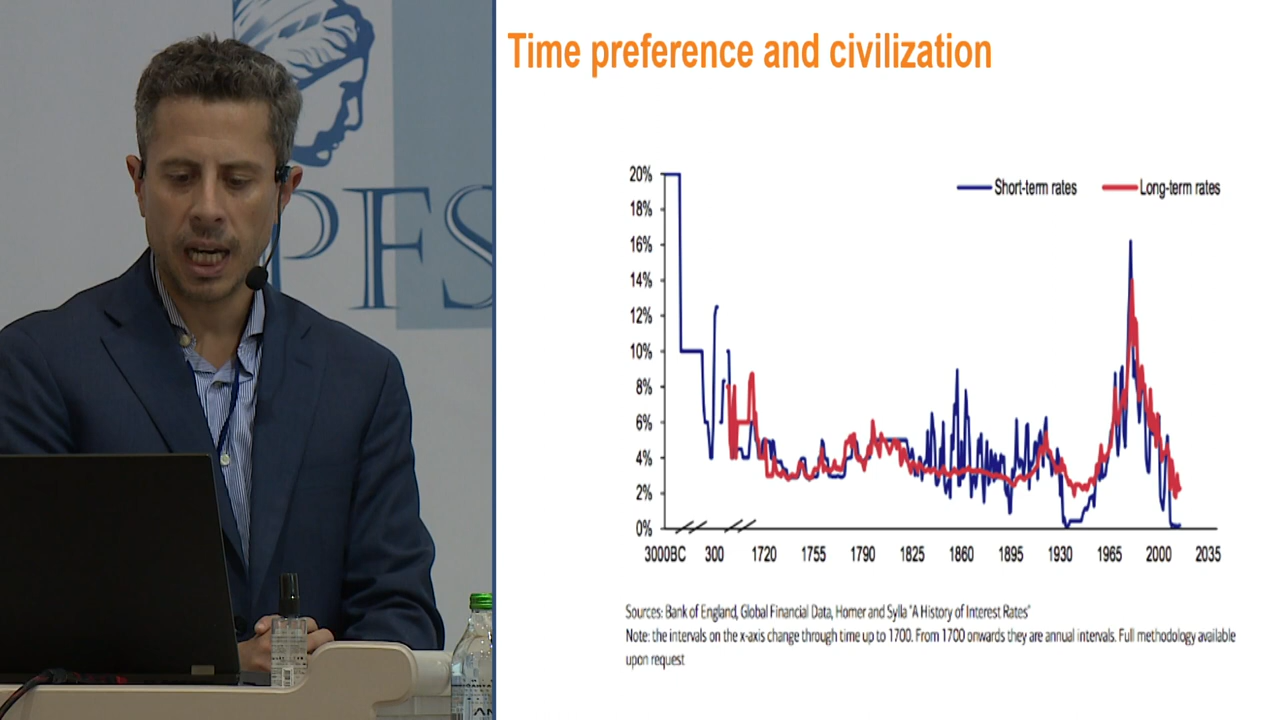 PFS
Time preference and civilization
Short-term rates
Long-term rates
20%
18%
16%
14%
12%
10%
8%
6%
4%
2%
0%
3000BC 300 1720 1755 1790 1825 1860 1895 1930 1965 2000 2035
Sources: Bank of England, Global Financial Data, Homer and Sylla "A History of Interest Rates"
Note: the intervals on the x-axis change through time up to 1700. From 1700 onwards they are annual intervals. Full methodology available
upon request